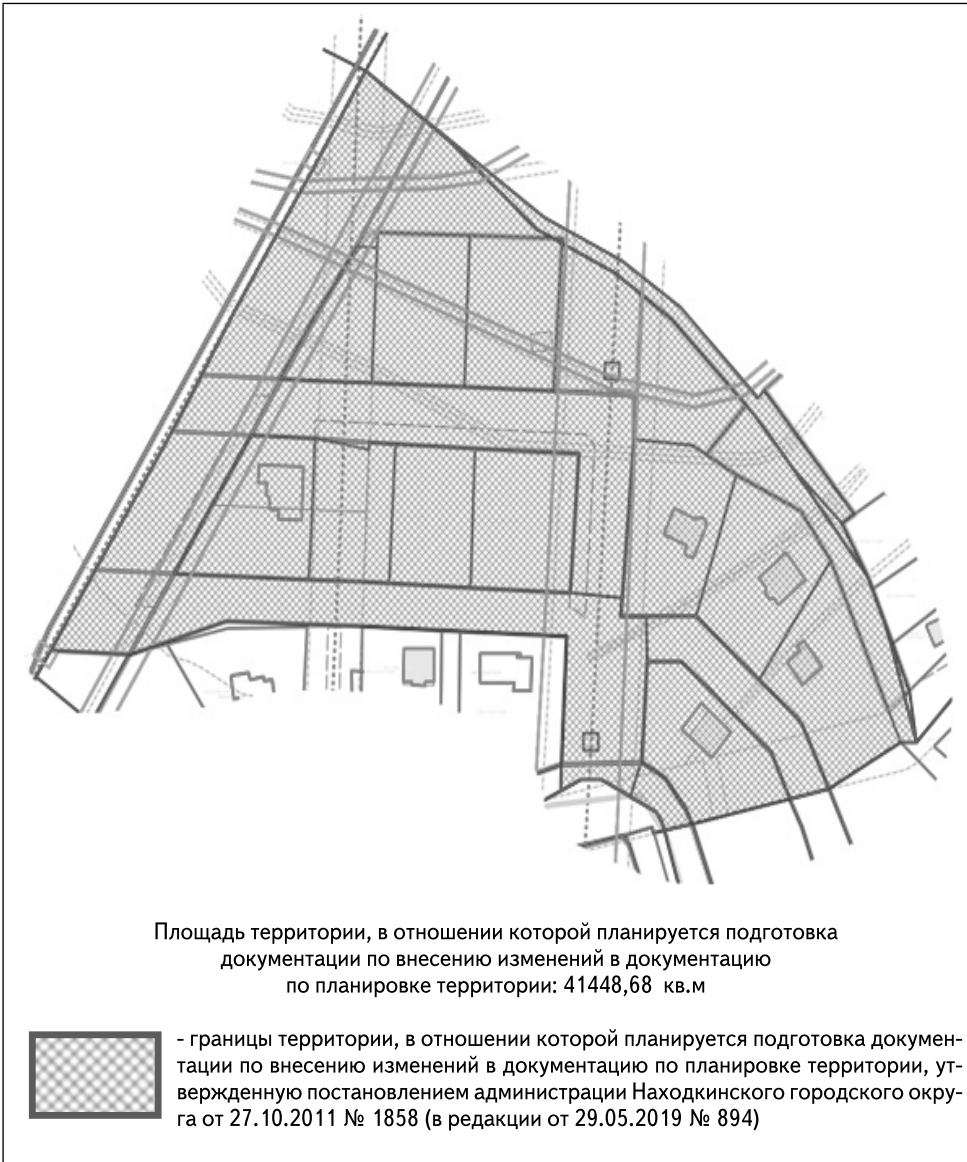 Площадь территории, в отношении которой планируется подготовка
документации по внесению изменений в документацию
по планировке территории: 41448,68 кв.м
- границы территории, в отношении которой планируется подготовка докумен-
тации по внесению изменений в документацию по планировке территории, ут-
вержденную постановлением администрации Находкинского городского окру-
га от 27.10.2011 № 1858 (в редакции от 29.05.2019 № 894)